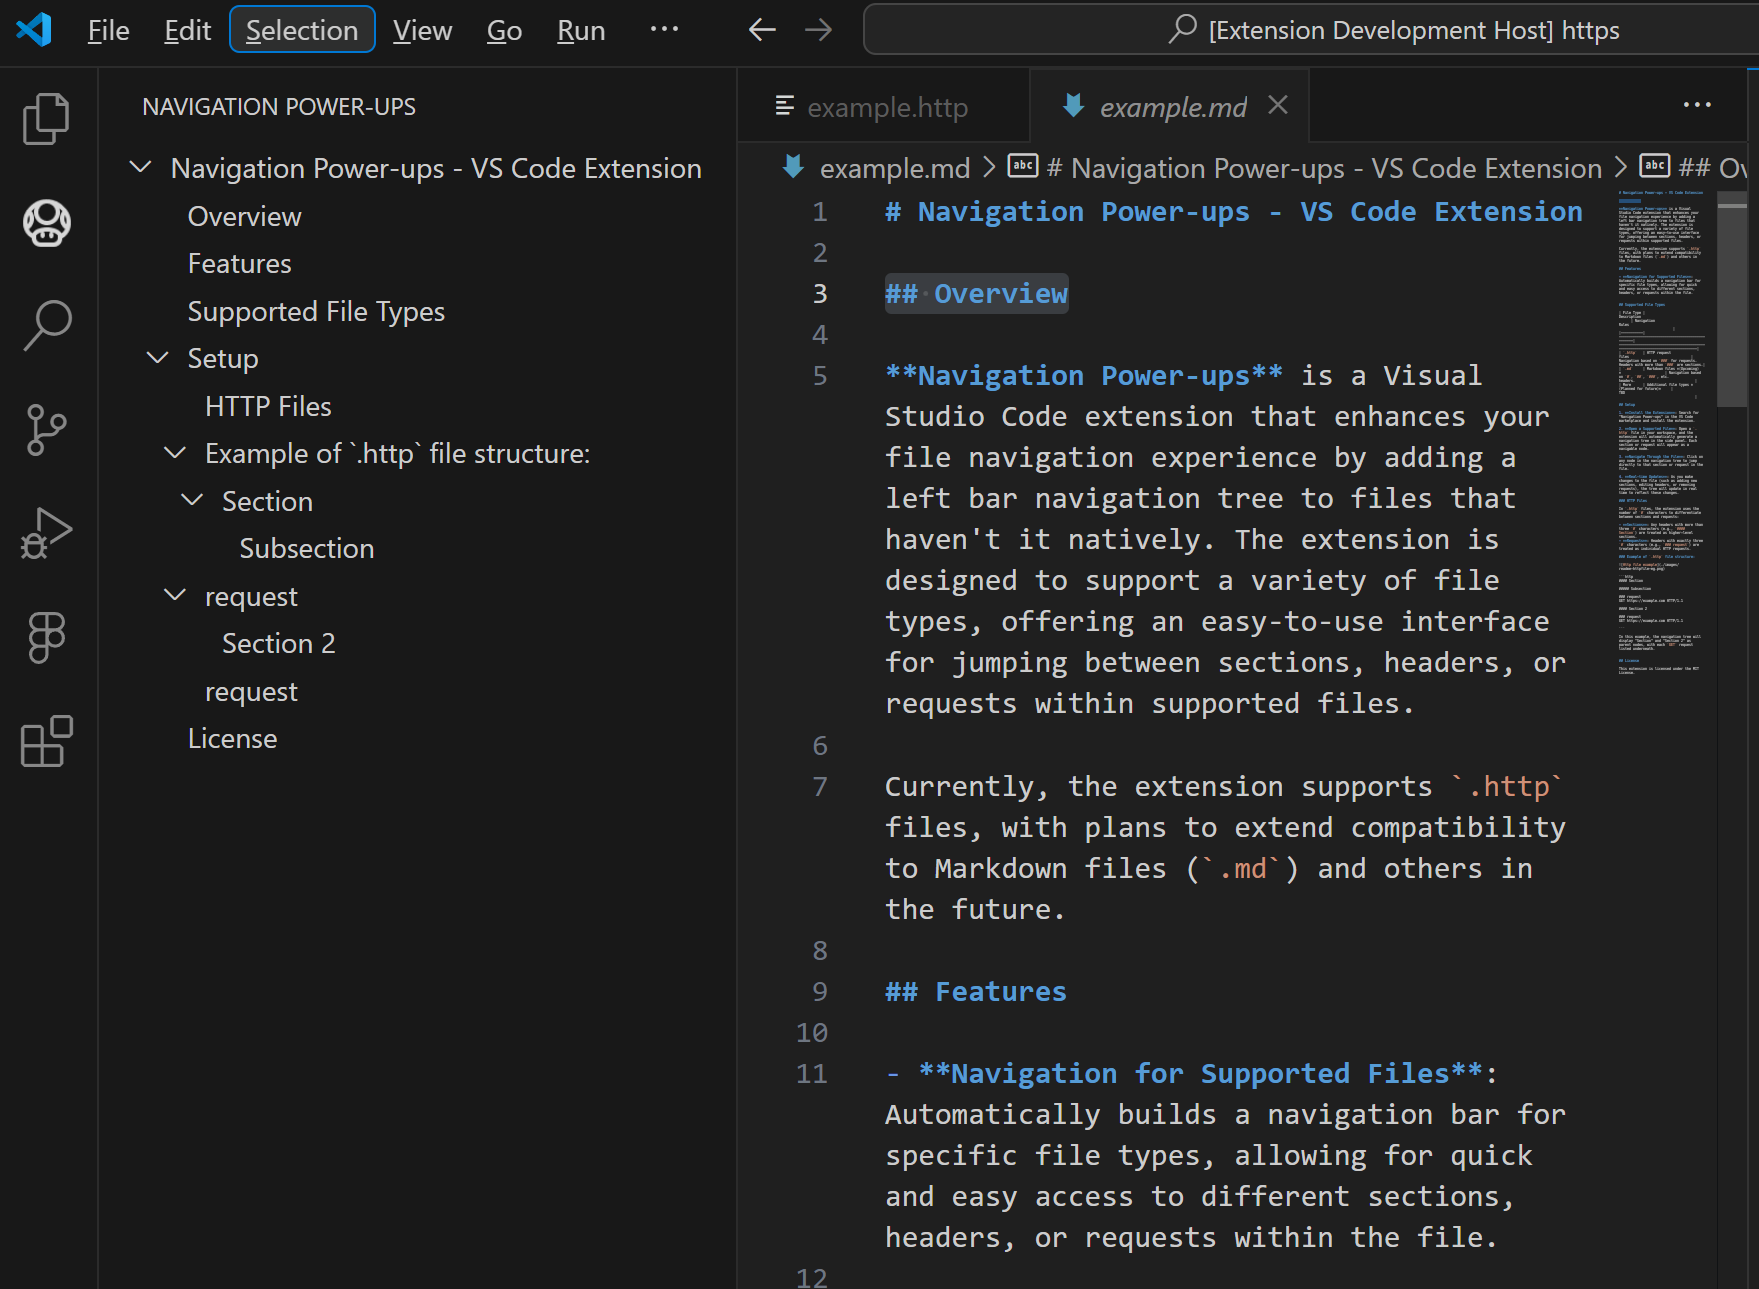 File Edit Selection View Go Run ···
[Extension Development Host] https
NAVIGATION POWER-UPS
Navigation Power-ups - VS Code Extension
Overview
Features
Supported File Types
Setup
HTTP Files
Example of `.http` file structure:
Section
Subsection
request
Section 2
request
License
example.http
example.md
example.md > abc # Navigation Power-ups - VS Code Extension > abc ## Ov
1 # Navigation Power-ups - VS Code Extension
2
3 ## Overview
4
5 **Navigation Power-ups** is a Visual
Studio Code extension that enhances your
file navigation experience by adding a
left bar navigation tree to files that
haven't it natively. The extension is
designed to support a variety of file
types, offering an easy-to-use interface
for jumping between sections, headers, or
requests within supported files.
6
7 Currently, the extension supports `.http`
files, with plans to extend compatibility
to Markdown files (`.md`) and others in
the future.
8
9 ## Features
10
11 - **Navigation for Supported Files**:
Automatically builds a navigation bar for
specific file types, allowing for quick
and easy access to different sections,
headers, or requests within the file.
12